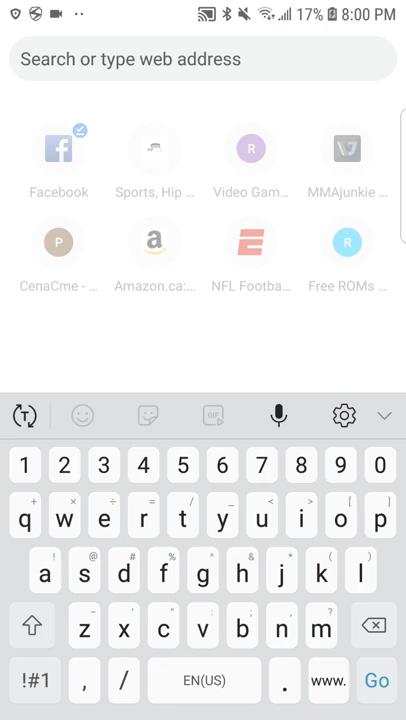 17% 8:00 PM
Search or type web address
R
Facebook Sports, Hip ... Video Gam... MMAjunkie ...
P a E R
CenaCme - ... Amazon.ca:... NFL Footba... Free ROMs ...
T GIF
1 2 3 4 5 6 7 8 9 0
+ × ÷ = / _ < > [ ]
q w e r t y u i o p
! @ # % ^ & * ( )
a s d f g h j k l
- ' " : ; , ?
z x c v b n m
!#1 , / EN(US) . www. Go